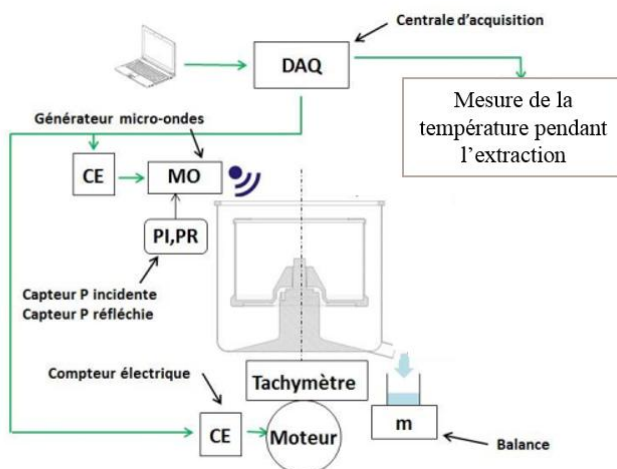 Centrale d'acquisition
DAQ
Mesure de la
température pendant
l'extraction
Générateur micro-ondes
CE
MO
PI,PR
Capteur P incidente
Capteur P réfléchie
Compteur électrique
Tachymètre
CE
Moteur
m
Balance